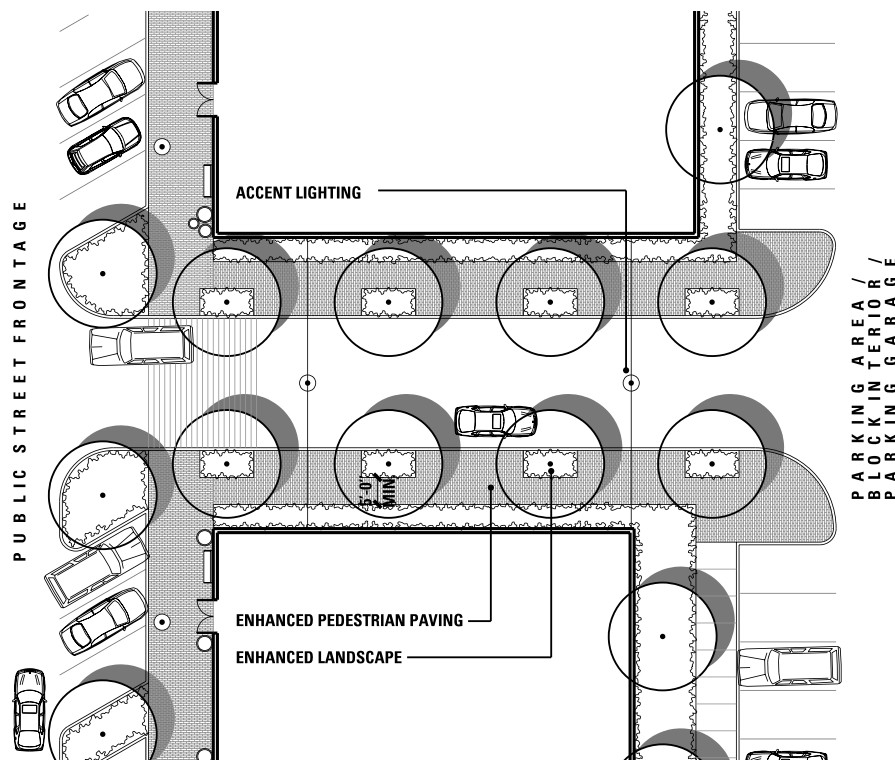 PUBLIC STREET FRONTAGE
ACCENT LIGHTING
5'-0"
MIN.
ENHANCED PEDESTRIAN PAVING
ENHANCED LANDSCAPE
PARKING AREA /
BLOCK INTERIOR /
PARKING GARAGE